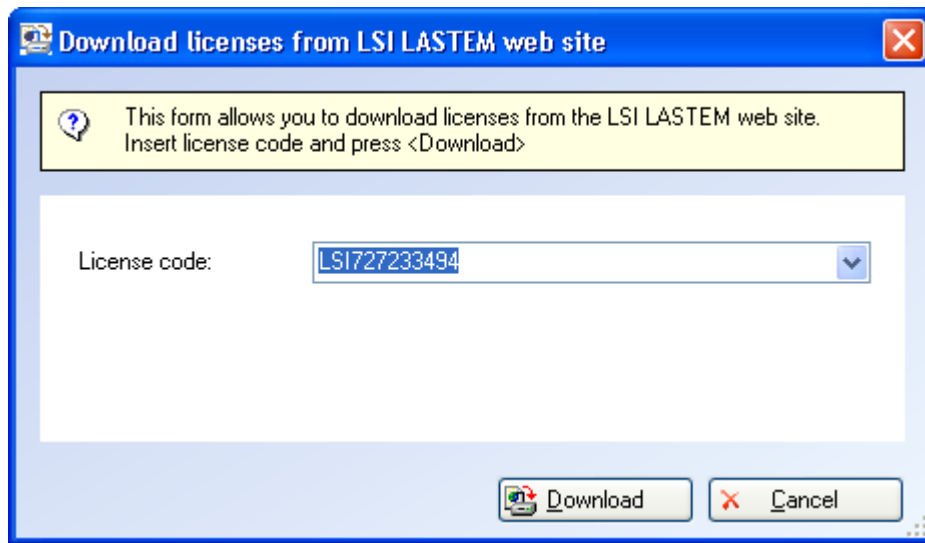 Download licenses from LSI LASTEM web site
This form allows you to download licenses from the LSI LASTEM web site.
Insert license code and press <Download>
License code:
LSI727233494
Download
Cancel